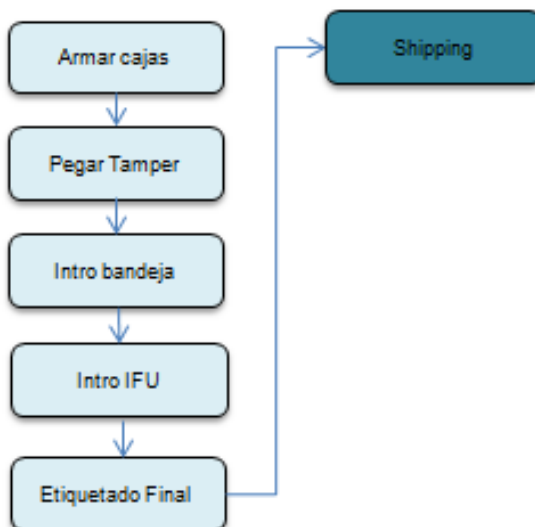 Armar cajas
Pegar Tamper
Intro bandeja
Intro IFU
Etiquetado Final
Shipping